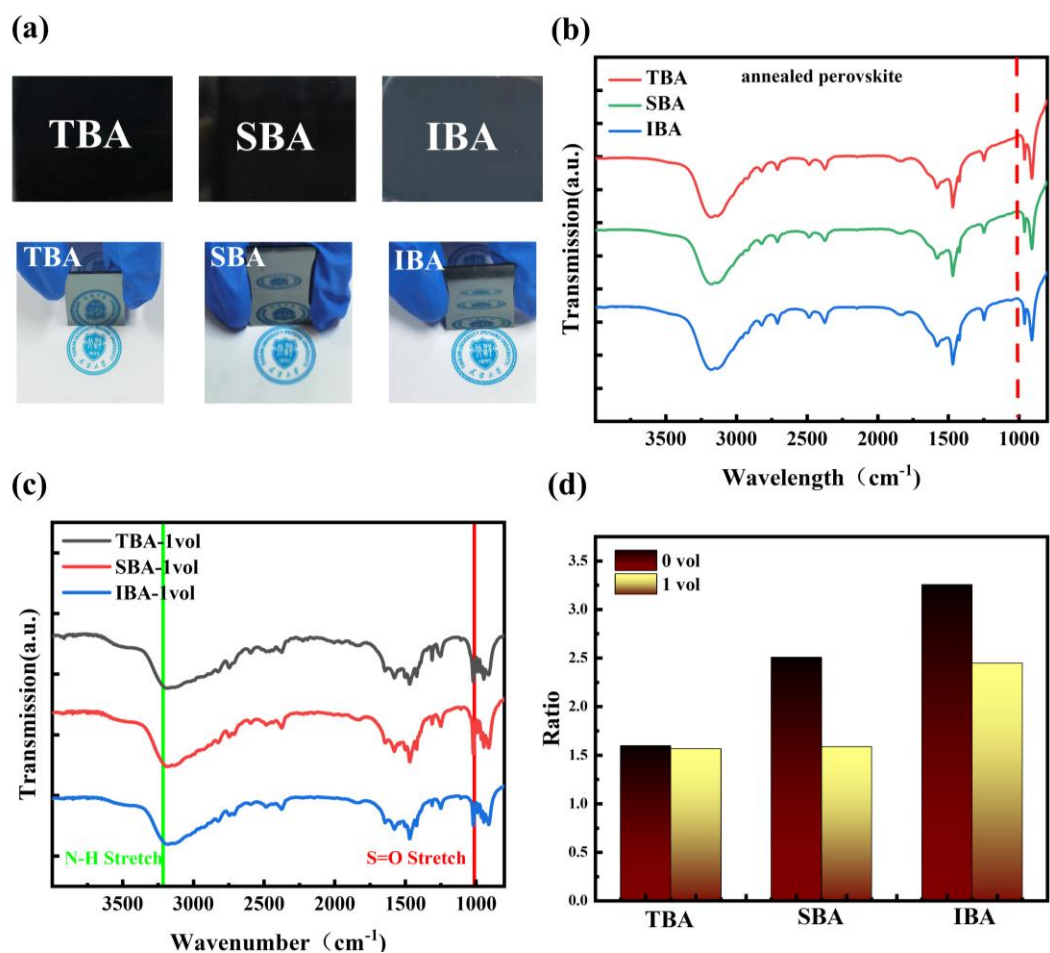 (a)
TBA
SBA
IBA
TBA
SBA
IBA
(b)
TBA
SBA
IBA
annealed perovskite
Transmission(a.u.)
3500
3000
2500
2000
1500
1000
Wavelength（cm-1)
(c)
TBA-1vol
SBA-1vol
IBA-1vol
Transmission(a.u.)
N-H Stretch
S=O Stretch
3500
3000
2500
2000
1500
1000
Wavenumber（cm-1)
(d)
0 vol
1 vol
Ratio
3.5
3.0
2.5
2.0
1.5
1.0
0.5
0.0
TBA
SBA
IBA